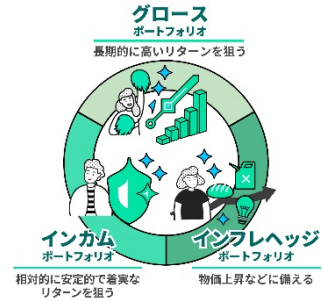 グロース
ポートフォリオ
長期的に高いリターンを狙う
インカム
ポートフォリオ
相対的に安定的で着実な
リターンを狙う
インフレヘッジ
ポートフォリオ
物価上昇などに備える